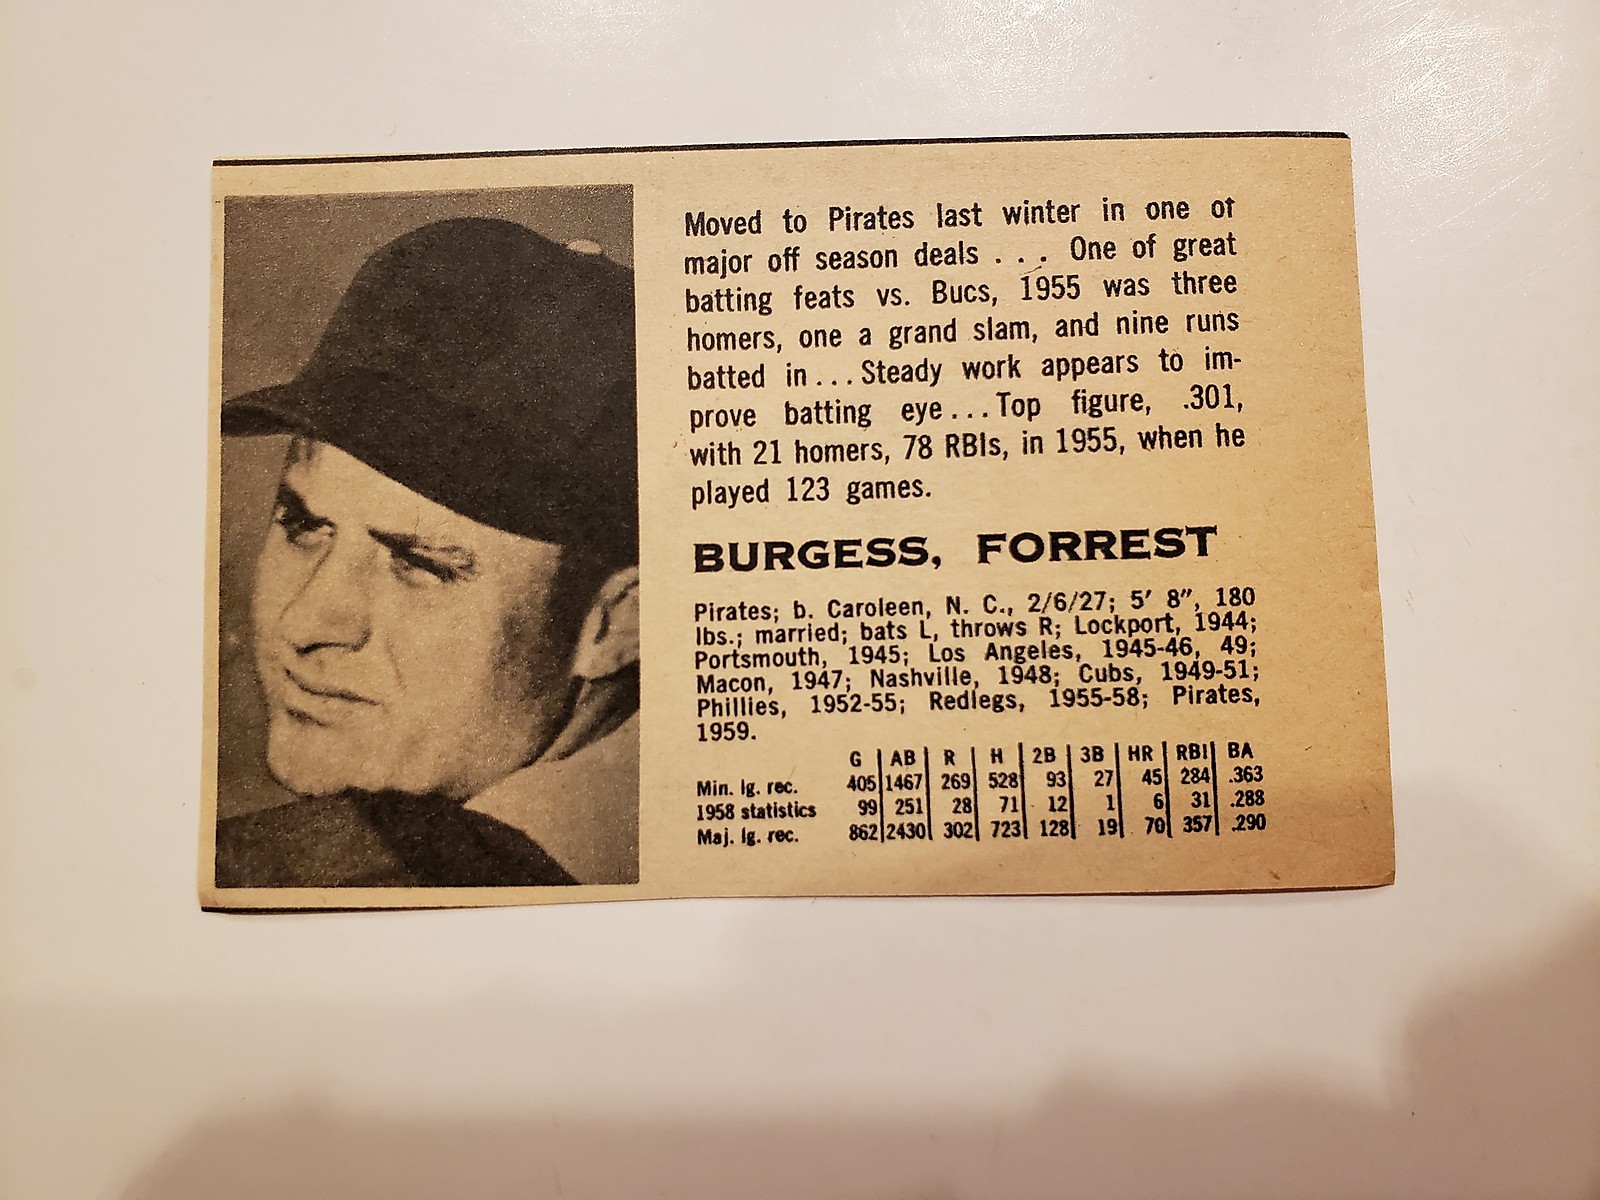 Moved to Pirates last winter in one of
major off season deals . . . One of great
batting feats vs. Bucs, 1955 was three
homers, one a grand slam, and nine runs
batted in . . . Steady work appears to im-
prove batting eye . . . Top figure, .301,
with 21 homers, 78 RBIs, in 1955, when he
played 123 games.
BURGESS, FORREST
Pirates; b. Caroleen, N. C., 2/6/27; 5′ 8″, 180
lbs.; married; bats L, throws R; Lockport, 1944;
Portsmouth, 1945; Los Angeles, 1945-46, 49;
Macon, 1947; Nashville, 1948; Cubs, 1949-51;
Phillies, 1952-55; Redlegs, 1955-58; Pirates,
1959.
G AB R H 2B 3B HR RBI BA
Min. lg. rec. 405 1467 269 528 93 27 45 284 .363
1958 statistics 99 251 28 71 12 1 6 31 .288
Maj. lg. rec. 862 2430 302 723 128 19 70 357 .290